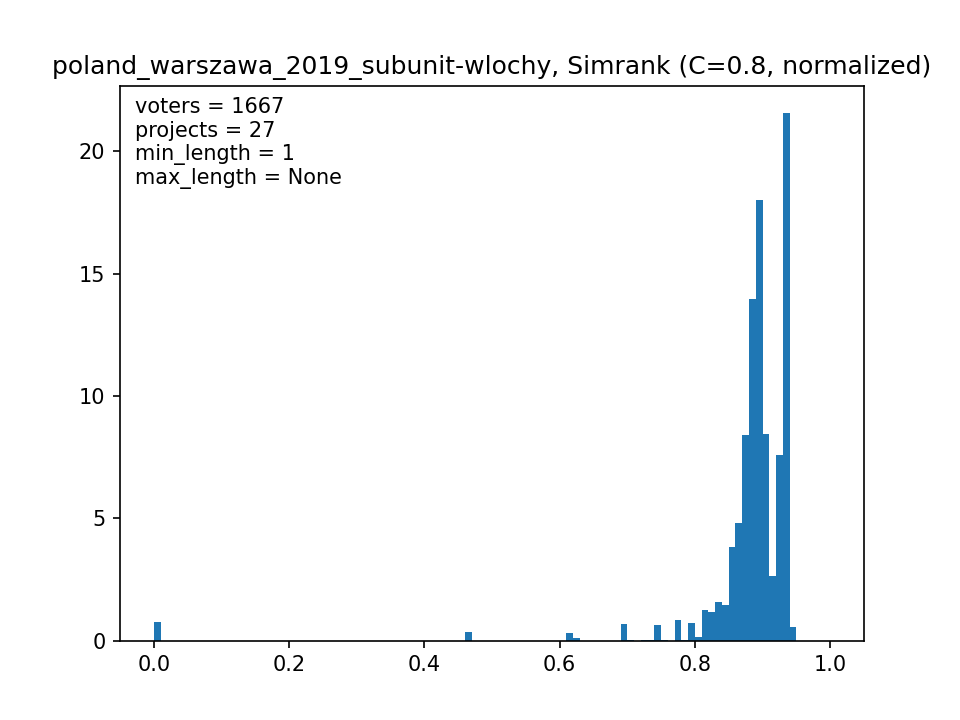 poland_warszawa_2019_subunit-wlochy, Simrank (C=0.8, normalized)
voters = 1667
projects = 27
min_length = 1
max_length = None
20
15
10
5
0
0.0 0.2 0.4 0.6 0.8 1.0